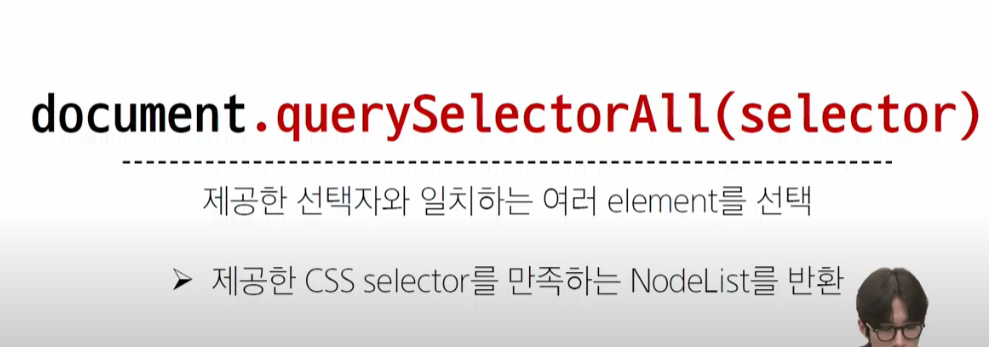 document.querySelectorAll(selector)
제공한 선택자와 일치하는 여러 element를 선택
➤ 제공한 CSS selector를 만족하는 NodeList를 반환